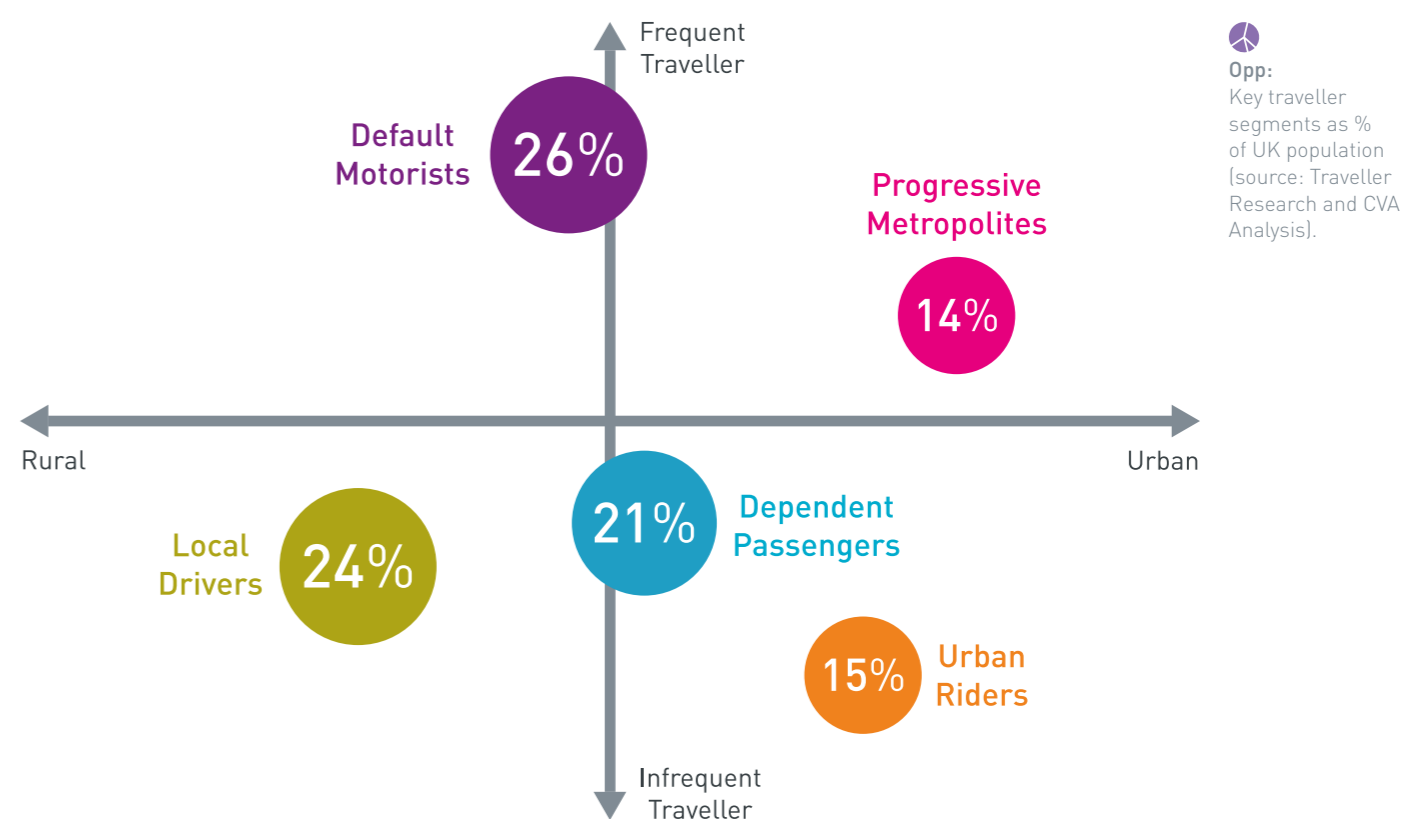 Frequent
Traveller
Default
Motorists
26%
Progressive
Metropolites
14%
Opp:
Key traveller
segments as %
of UK population
(source: Traveller
Research and CVA
Analysis).
Rural
Urban
Local
Drivers
24%
21%
Dependent
Passengers
15%
Urban
Riders
Infrequent
Traveller